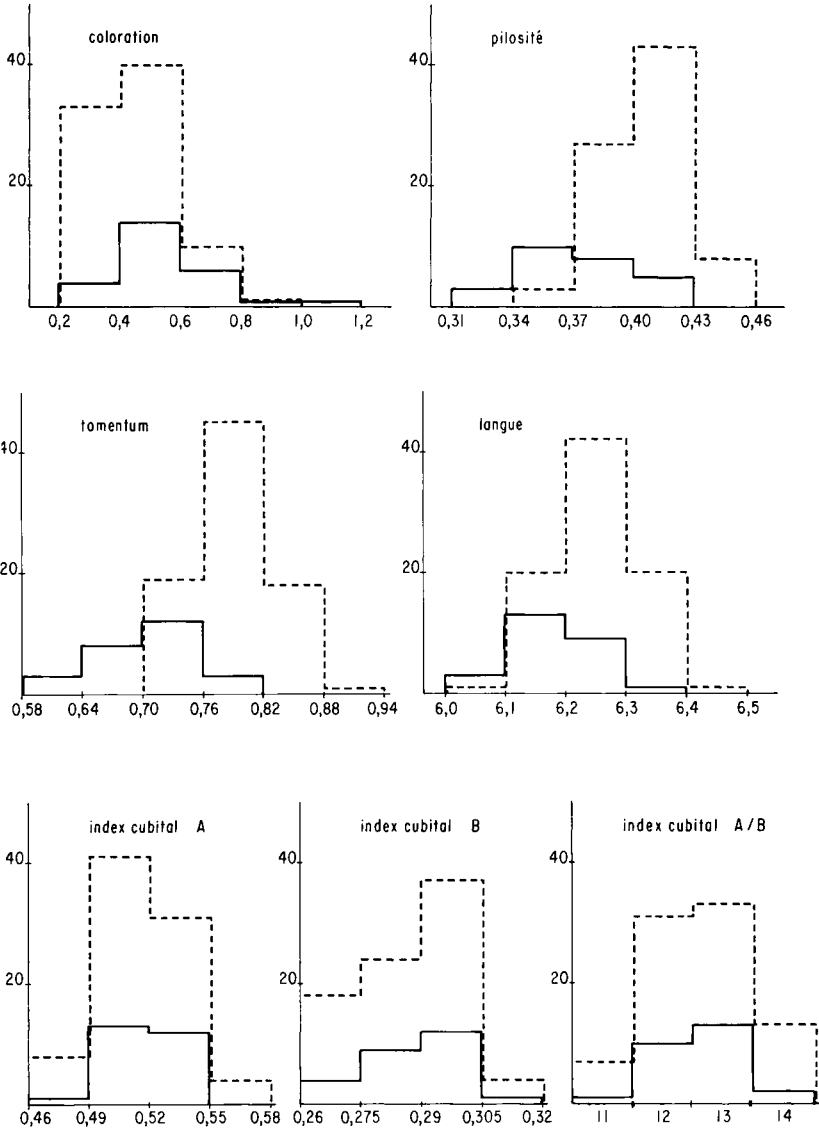 coloration
40
20
0,2 0,4 0,6 0,8 1,0 1,2
pilosité
40
20
0,31 0,34 0,37 0,40 0,43 0,46
tomentum
40
20
0,58 0,64 0,70 0,76 0,82 0,88 0,94
langue
40
20
6,0 6,1 6,2 6,3 6,4 6,5
index cubital A
40
20
0,46 0,49 0,52 0,55 0,58
index cubital B
40
20
0,26 0,275 0,29 0,305 0,32
index cubital A/B
40
20
11 12 13 14